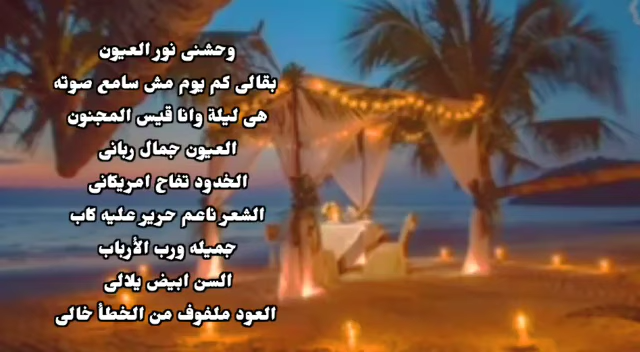 وحشنى نور العيون
بقالى كم يوم مش سامع صوته
هى ليلة وانا قيس المجنون
العيون جمال ربانى
الخدود تفاح امريكانى
الشعر ناعم حرير عليه كاب
جميله ورب الأرباب
السن ابيض يلالى
العود ملفوف من الخطأ خالى